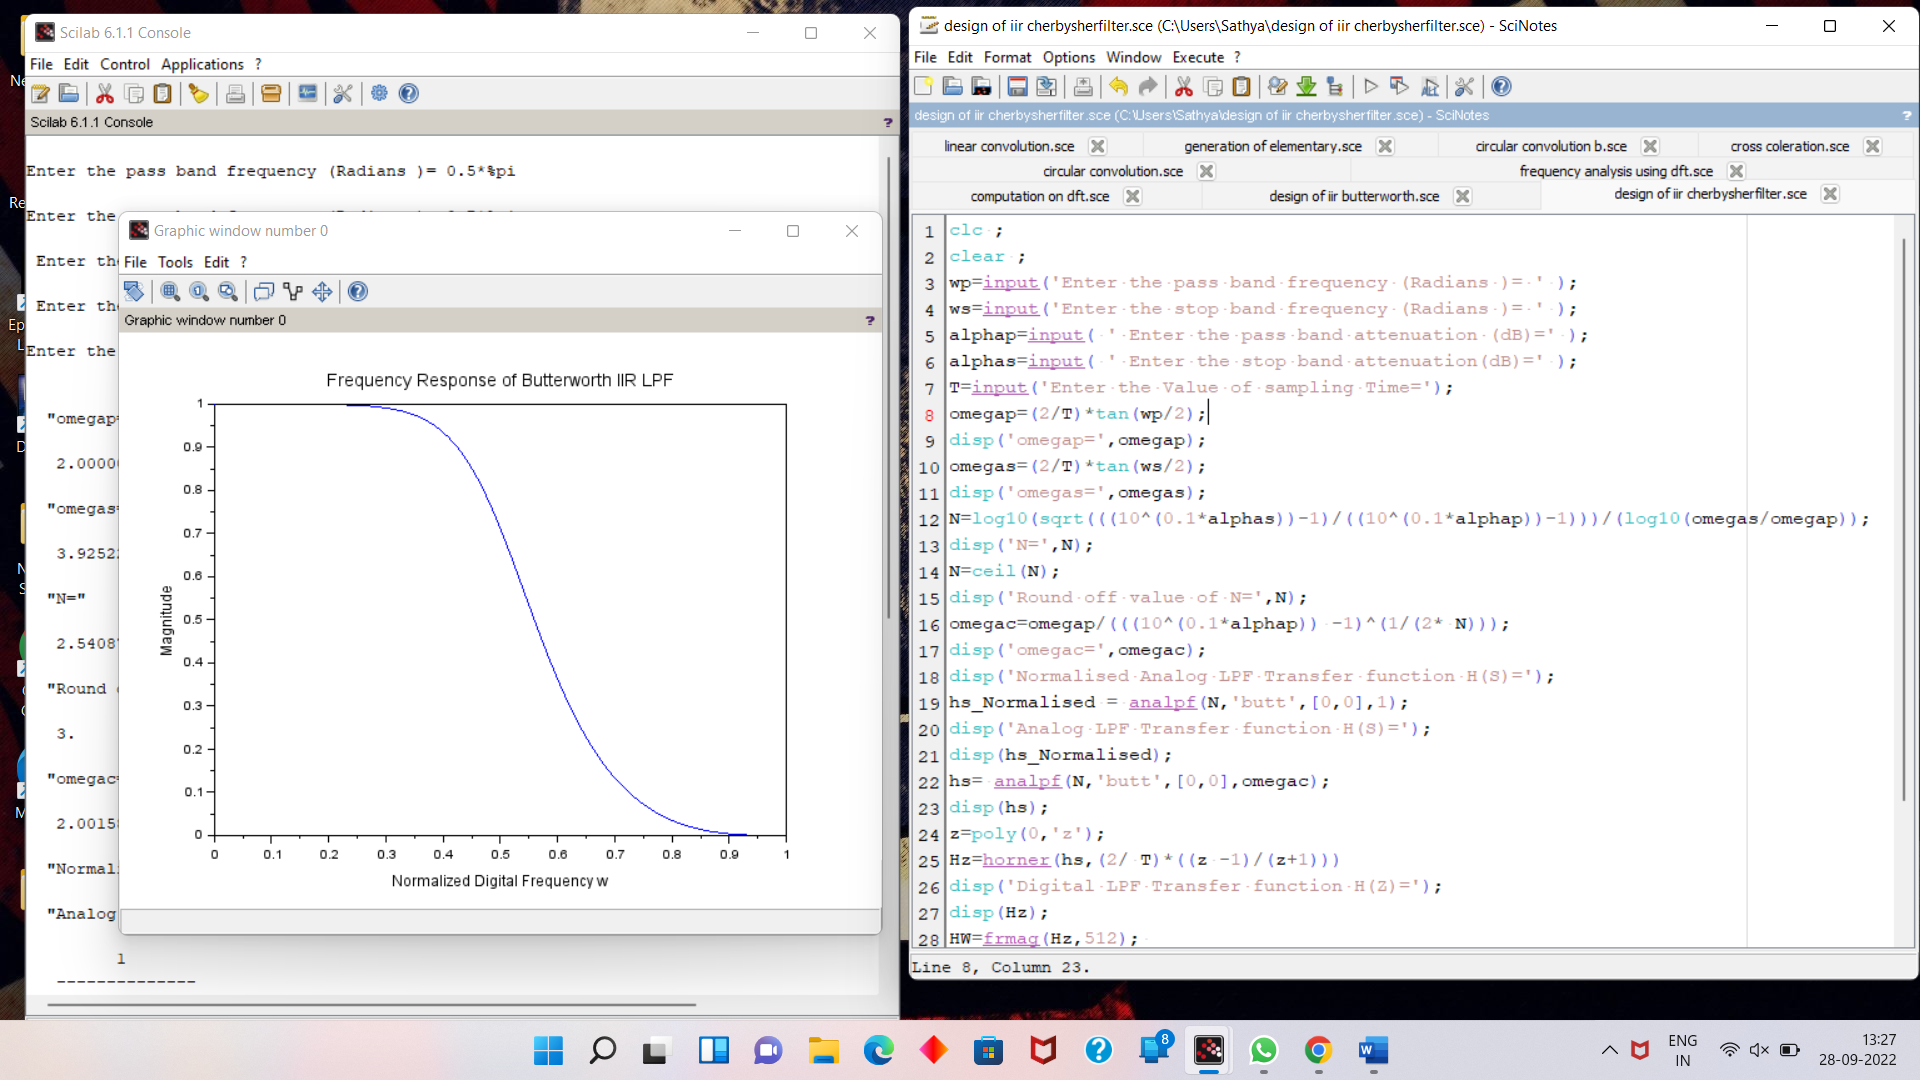 Scilab 6.1.1 Console
File Edit Control Applications ?
Scilab 6.1.1 Console
?
Enter the pass band frequency (Radians )= 0.5*%pi
Enter the
Enter the
Enter the
Enter the
"omegap=
2.0000
"omegas=
3.9252
"N="
2.5408
"Round
3.
"omegac=
2.0015
"Normal
"Analog
1
--------------
Graphic window number 0
File Tools Edit ?
Graphic window number 0
?
Frequency Response of Butterworth IIR LPF
1
0.9
0.8
0.7
0.6
0.5
0.4
0.3
0.2
0.1
0
Magnitude
0 0.1 0.2 0.3 0.4 0.5 0.6 0.7 0.8 0.9 1
Normalized Digital Frequency w
design of iir cherbysherfilter.sce (C:\Users\Sathya\design of iir cherbysherfilter.sce) - SciNotes
File Edit Format Options Window Execute ?
design of iir cherbysherfilter.sce (C:\Users\Sathya\design of iir cherbysherfilter.sce) - SciNotes
?
linear convolution.sce generation of elementary.sce circular convolution b.sce cross coleration.sce
circular convolution.sce frequency analysis using dft.sce
computation on dft.sce design of iir butterworth.sce design of iir cherbysherfilter.sce
1 clc ;
2 clear ;
3 wp=input('Enter the pass band frequency (Radians )= ' );
4 ws=input('Enter the stop band frequency (Radians )= ' );
5 alphap=input( ' Enter the pass band attenuation (dB)=' );
6 alphas=input( ' Enter the stop band attenuation(dB)=' );
7 T=input('Enter the Value of sampling Time=');
8 omegap=(2/T)*tan(wp/2);
9 disp('omegap=',omegap);
10 omegas=(2/T)*tan(ws/2);
11 disp('omegas=',omegas);
12 N=log10(sqrt(((10^(0.1*alphas))-1)/((10^(0.1*alphap))-1)))/(log10(omegas/omegap));
13 disp('N=',N);
14 N=ceil(N);
15 disp('Round off value of N=',N);
16 omegac=omegap/(((10^(0.1*alphap)) -1)^(1/(2* N)));
17 disp('omegac=',omegac);
18 disp('Normalised Analog LPF Transfer function H(S)=');
19 hs_Normalised = analpf(N,'butt',[0,0],1);
20 disp('Analog LPF Transfer function H(S)=');
21 disp(hs_Normalised);
22 hs= analpf(N,'butt',[0,0],omegac);
23 disp(hs);
24 z=poly(0,'z');
25 Hz=horner(hs,(2/ T)*((z -1)/(z+1)))
26 disp('Digital LPF Transfer function H(Z)=');
27 disp(Hz);
28 HW=frmag(Hz,512);
Line 8, Column 23.
8
ENG
IN
13:27
28-09-2022